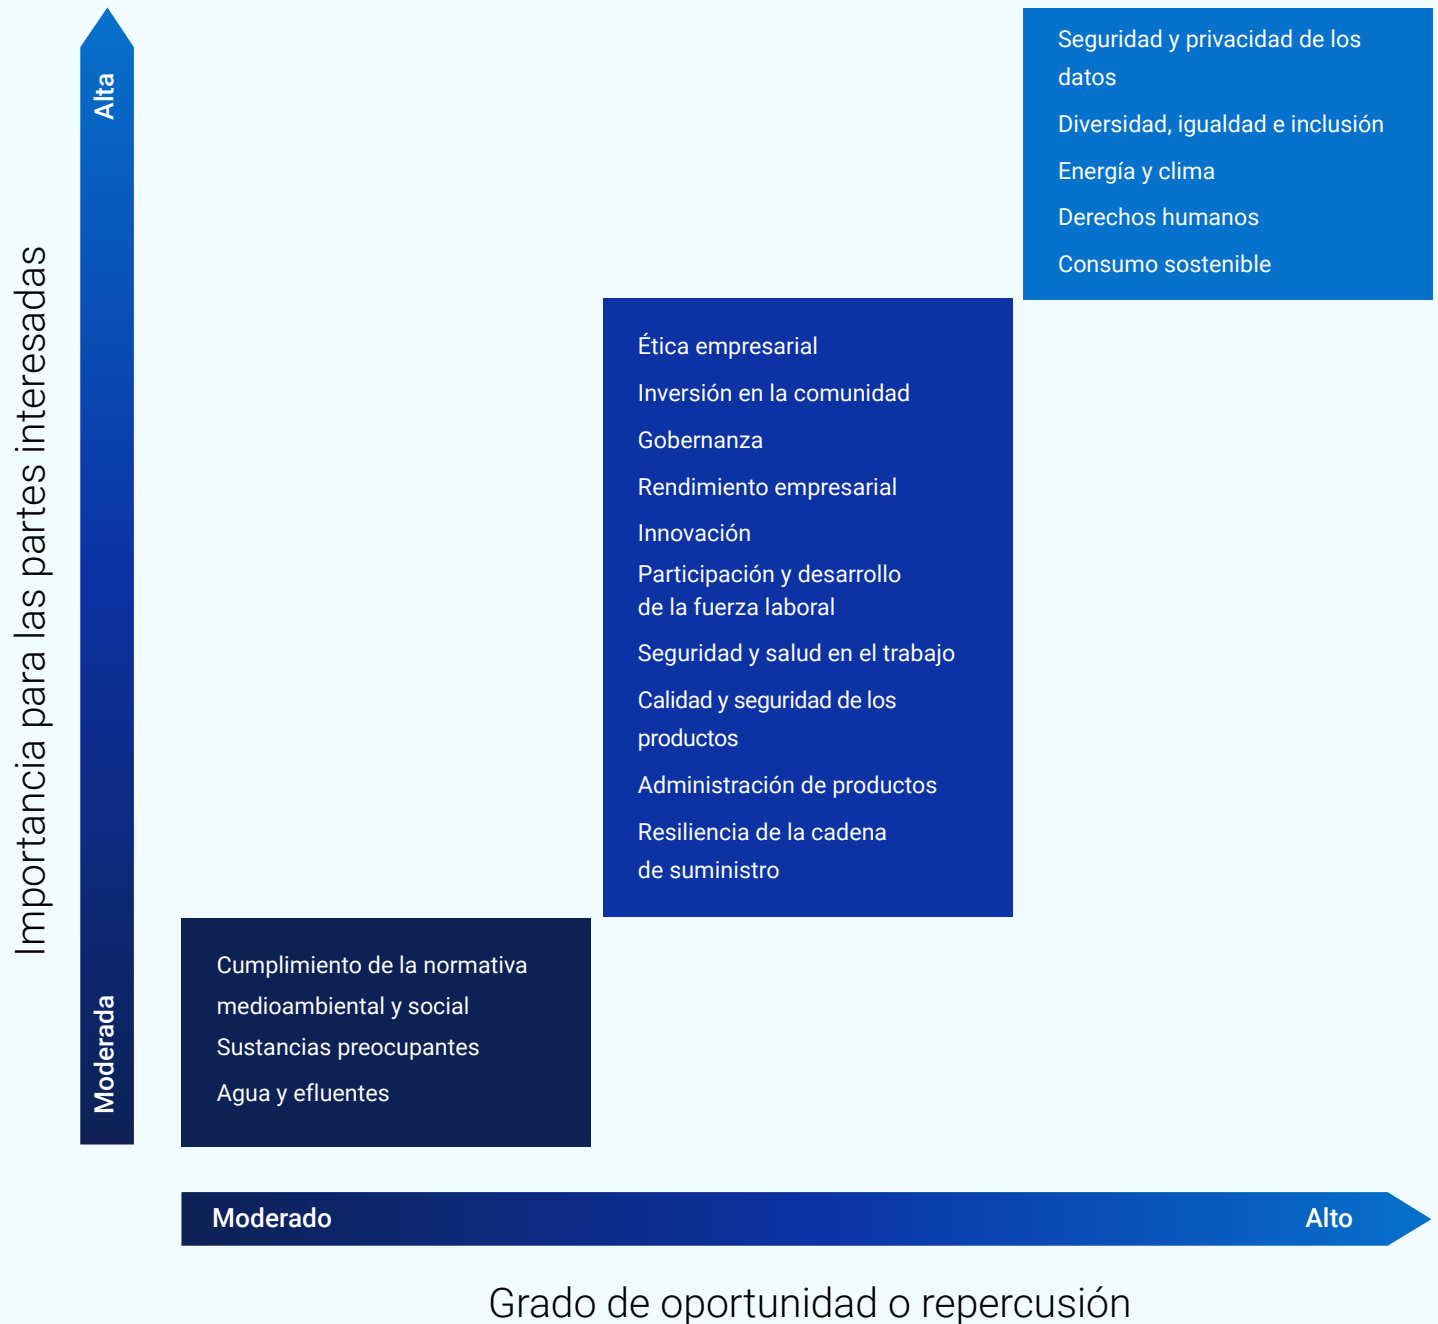 Alta
Importancia para las partes interesadas
Moderada
Seguridad y privacidad de los
datos
Diversidad, igualdad e inclusión
Energía y clima
Derechos humanos
Consumo sostenible
Ética empresarial
Inversión en la comunidad
Gobernanza
Rendimiento empresarial
Innovación
Participación y desarrollo
de la fuerza laboral
Seguridad y salud en el trabajo
Calidad y seguridad de los
productos
Administración de productos
Resiliencia de la cadena
de suministro
Cumplimiento de la normativa
medioambiental y social
Sustancias preocupantes
Agua y efluentes
Moderado
Alto
Grado de oportunidad o repercusión